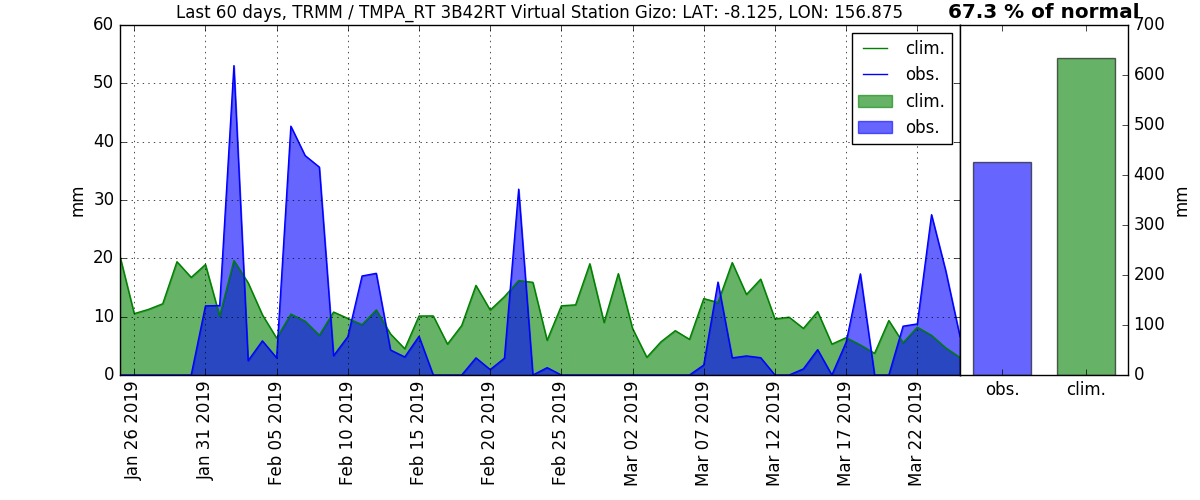 Last 60 days, TRMM / TMPA_RT 3B42RT Virtual Station Gizo: LAT: -8.125, LON: 156.875
67.3 % of normal
60
50
40
30
20
10
0
mm
clim.
obs.
clim.
obs.
700
600
500
400
300
200
100
0
mm
obs.
clim.
Jan 26 2019
Jan 31 2019
Feb 05 2019
Feb 10 2019
Feb 15 2019
Feb 20 2019
Feb 25 2019
Mar 02 2019
Mar 07 2019
Mar 12 2019
Mar 17 2019
Mar 22 2019